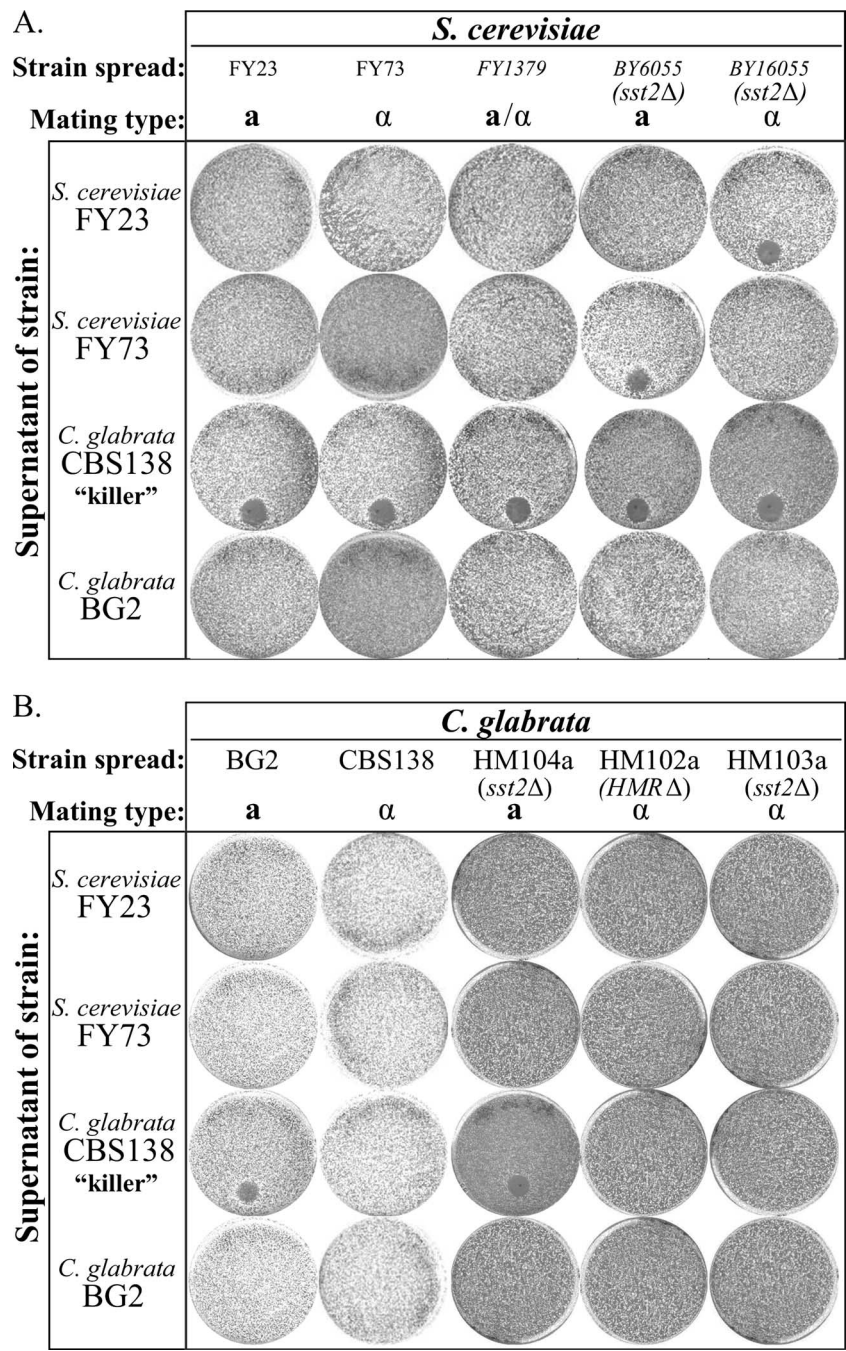 A.
S. cerevisiae
Strain spread: FY23 FY73 FY1379 BY6055 BY16055
(sst2Δ) (sst2Δ)
Mating type: a α a/α a α
Supernatant of strain:
S. cerevisiae
FY23
S. cerevisiae
FY73
C. glabrata
CBS138
“killer”
C. glabrata
BG2
B.
C. glabrata
Strain spread: BG2 CBS138 HM104a HM102a HM103a
(sst2Δ) (HMR Δ) (sst2Δ)
Mating type: a α a α α
Supernatant of strain:
S. cerevisiae
FY23
S. cerevisiae
FY73
C. glabrata
CBS138
“killer”
C. glabrata
BG2